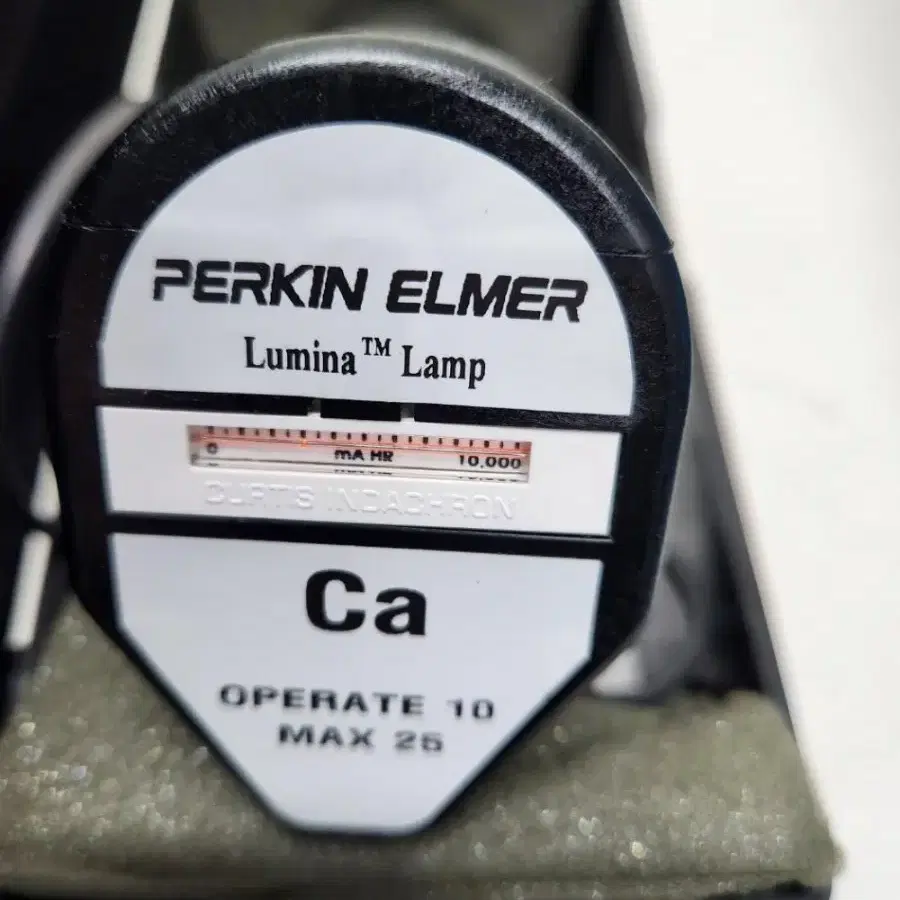 PERKIN ELMER
Lumina™ Lamp
0 mA HR 10,000
CURTIS INDACHRON
Ca
OPERATE 10
MAX 25